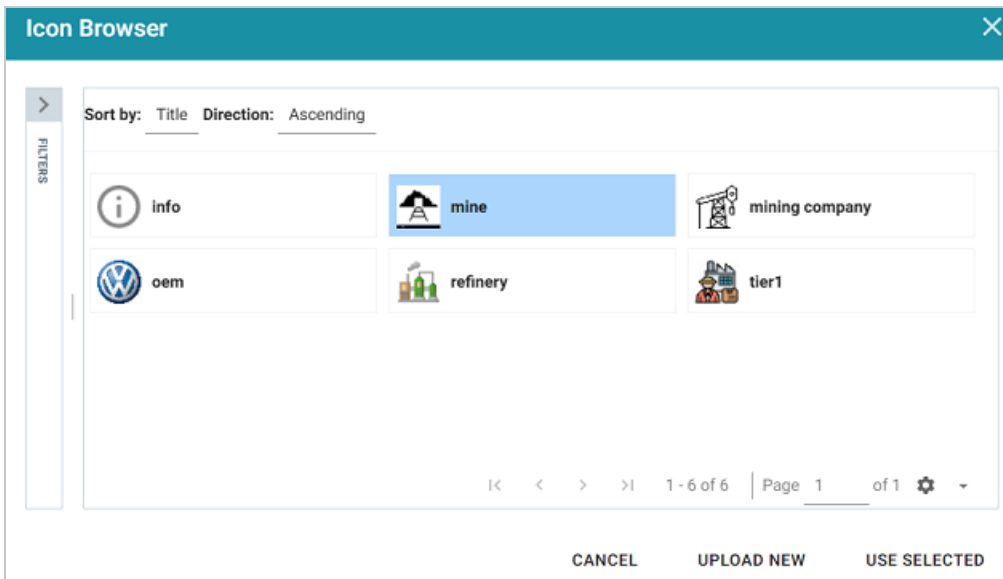 Icon Browser
Sort by: Title Direction: Ascending
FILTERS
info
mine
mining company
oem
refinery
tier1
1 - 6 of 6 Page 1 of 1
CANCEL UPLOAD NEW USE SELECTED